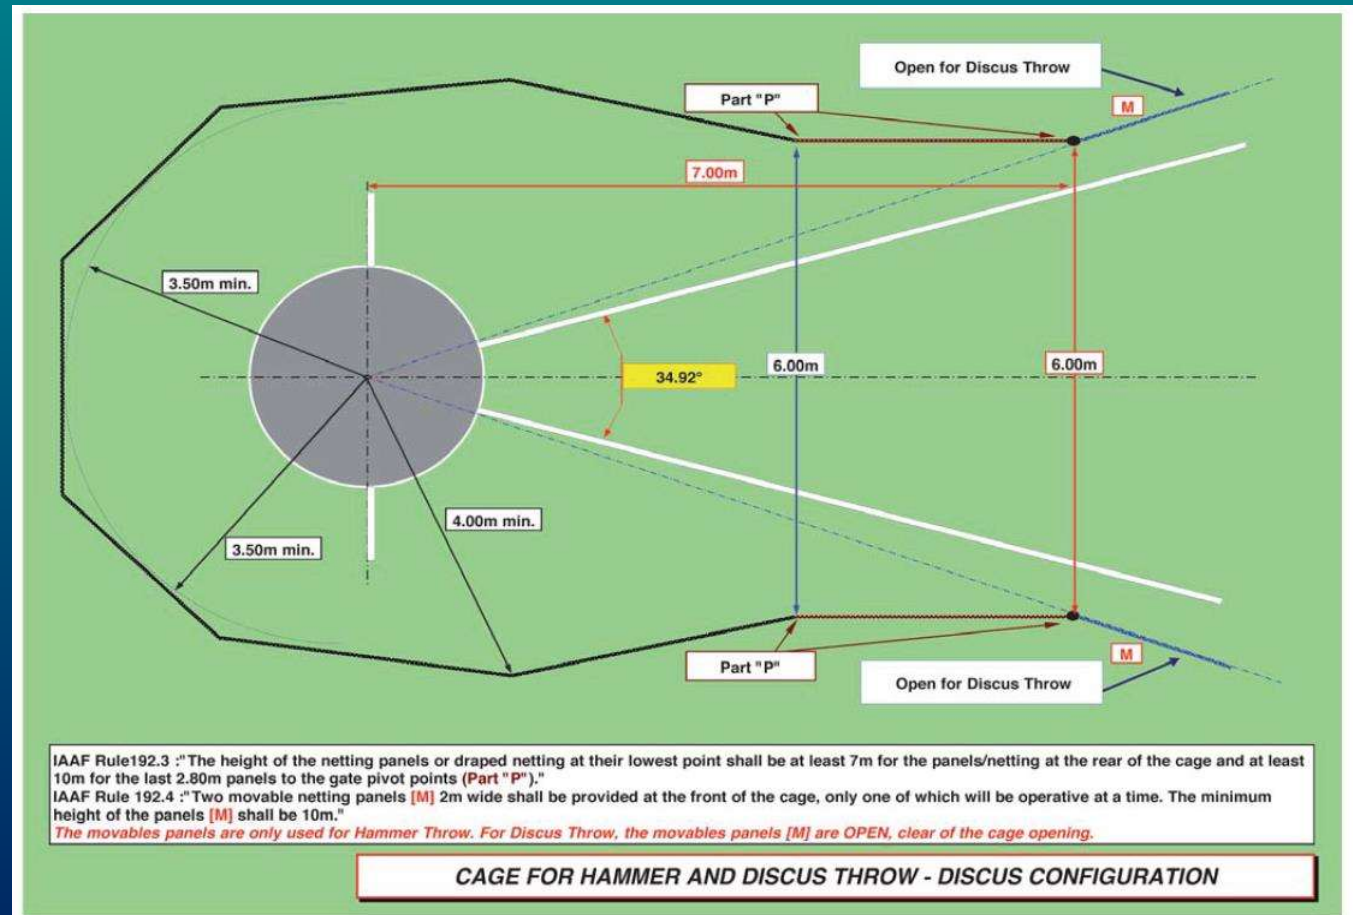 Open for Discus Throw
Part "P"
M
7.00m
3.50m min.
34.92°
6.00m
6.00m
4.00m min.
3.50m min.
M
Part "P"
Open for Discus Throw
IAAF Rule192.3 :"The height of the netting panels or draped netting at their lowest point shall be at least 7m for the panels/netting at the rear of the cage and at least
10m for the last 2.80m panels to the gate pivot points (Part "P")."
IAAF Rule 192.4 :"Two movable netting panels [M] 2m wide shall be provided at the front of the cage, only one of which will be operative at a time. The minimum
height of the panels [M] shall be 10m."
The movables panels are only used for Hammer Throw. For Discus Throw, the movables panels [M] are OPEN, clear of the cage opening.
CAGE FOR HAMMER AND DISCUS THROW - DISCUS CONFIGURATION